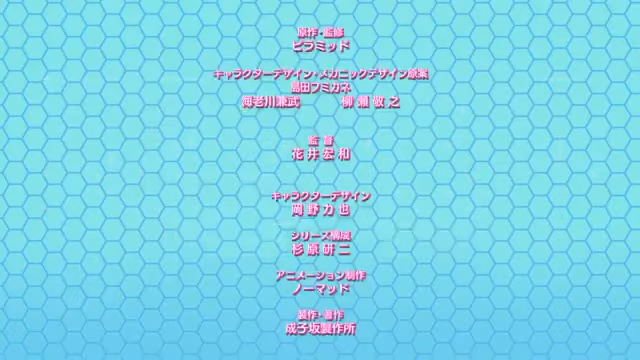 原作・監修
ピラミッド
キャラクターデザイン・メカニックデザイン原案
島田フミカネ
海老川兼武 柳瀬敬之
監督
花井宏和
キャラクターデザイン
岡野力也
シリーズ構成
杉原研二
アニメーション制作
ノーマッド
製作・著作
成子坂製作所